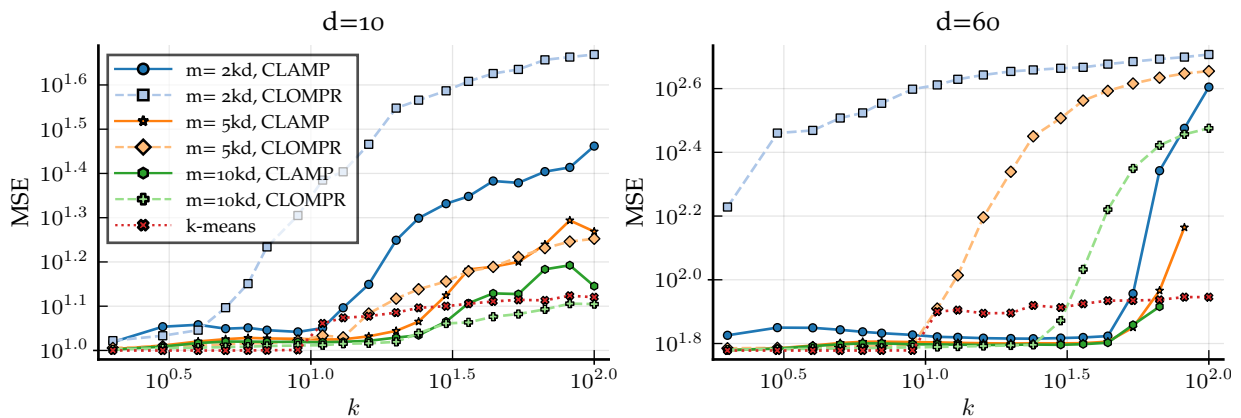 d=10
MSE
10^1.6
10^1.5
10^1.4
10^1.3
10^1.2
10^1.1
10^1.0
m= 2kd, CLAMP
m= 2kd, CLOMPR
m= 5kd, CLAMP
m= 5kd, CLOMPR
m=10kd, CLAMP
m=10kd, CLOMPR
k-means
10^0.5
10^1.0
10^1.5
10^2.0
k
d=60
MSE
10^2.6
10^2.4
10^2.2
10^2.0
10^1.8
10^0.5
10^1.0
10^1.5
10^2.0
k